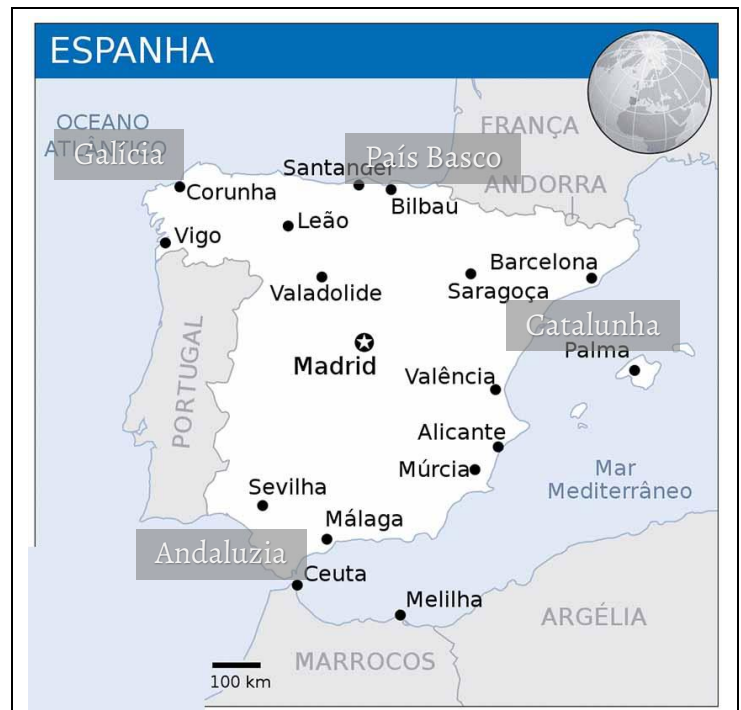 ESPANHA
OCEANO
ATLÂNTICO
Galícia
FRANÇA
País Basco
Santander
ANDORRA
Corunha
Bilbau
Leão
Vigo
Barcelona
Saragoça
Valadolide
Catalunha
PORTUGAL
Madrid
Palma
Valência
Alicante
Múrcia
Mar
Mediterrâneo
Sevilha
Málaga
Andaluzia
Ceuta
Melilha
ARGÉLIA
MARROCOS
100 km